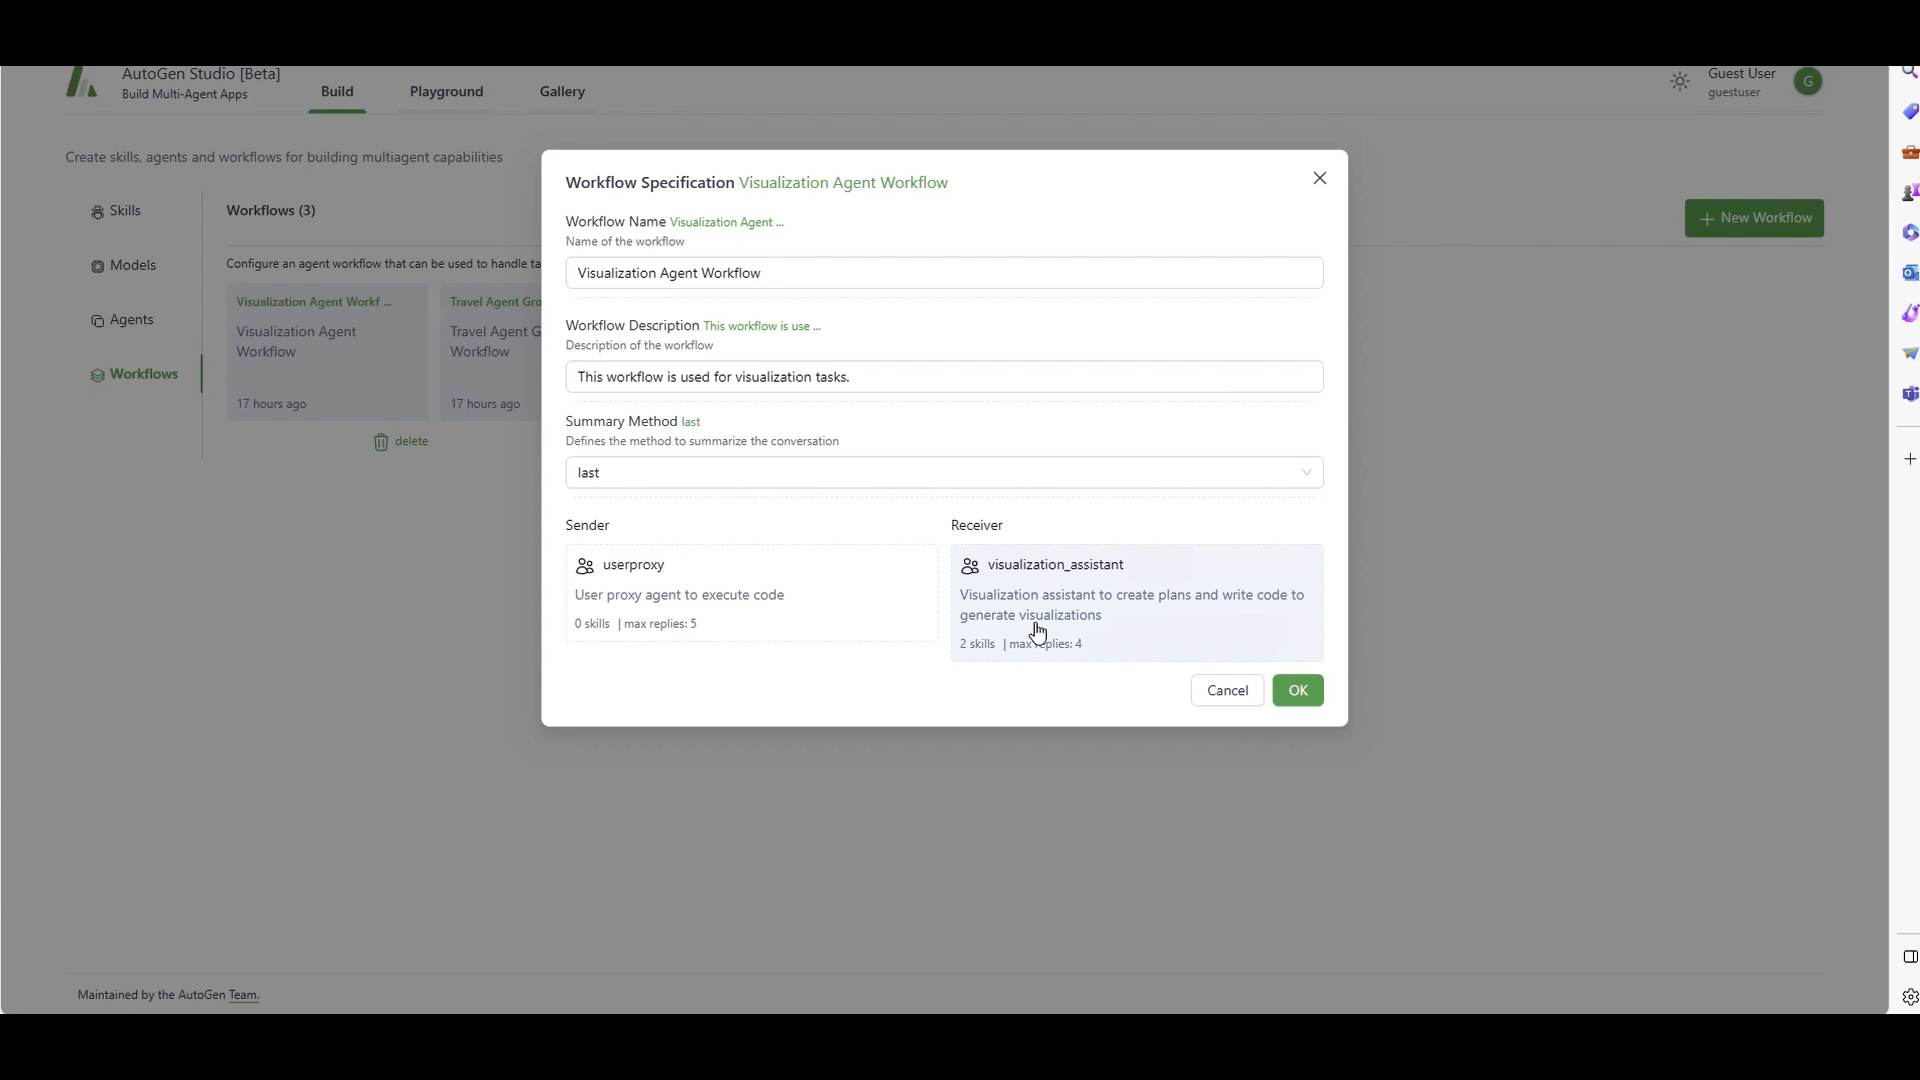 AutoGen Studio [Beta]
Build Multi-Agent Apps
Build
Playground
Gallery
Guest User
guestuser
G
Create skills, agents and workflows for building multiagent capabilities
Skills
Models
Agents
Workflows
Workflows (3)
New Workflow
Configure an agent workflow that can be used to handle ta
Visualization Agent Workf ...
Visualization Agent
Workflow
17 hours ago
delete
Travel Agent Gro
Travel Agent G
Workflow
17 hours ago
Workflow Specification Visualization Agent Workflow
Workflow Name Visualization Agent ...
Name of the workflow
Visualization Agent Workflow
Workflow Description This workflow is use ...
Description of the workflow
This workflow is used for visualization tasks.
Summary Method last
Defines the method to summarize the conversation
last
Sender
userproxy
User proxy agent to execute code
0 skills | max replies: 5
Receiver
visualization_assistant
Visualization assistant to create plans and write code to
generate visualizations
2 skills | max replies: 4
Cancel
OK
Maintained by the AutoGen Team.